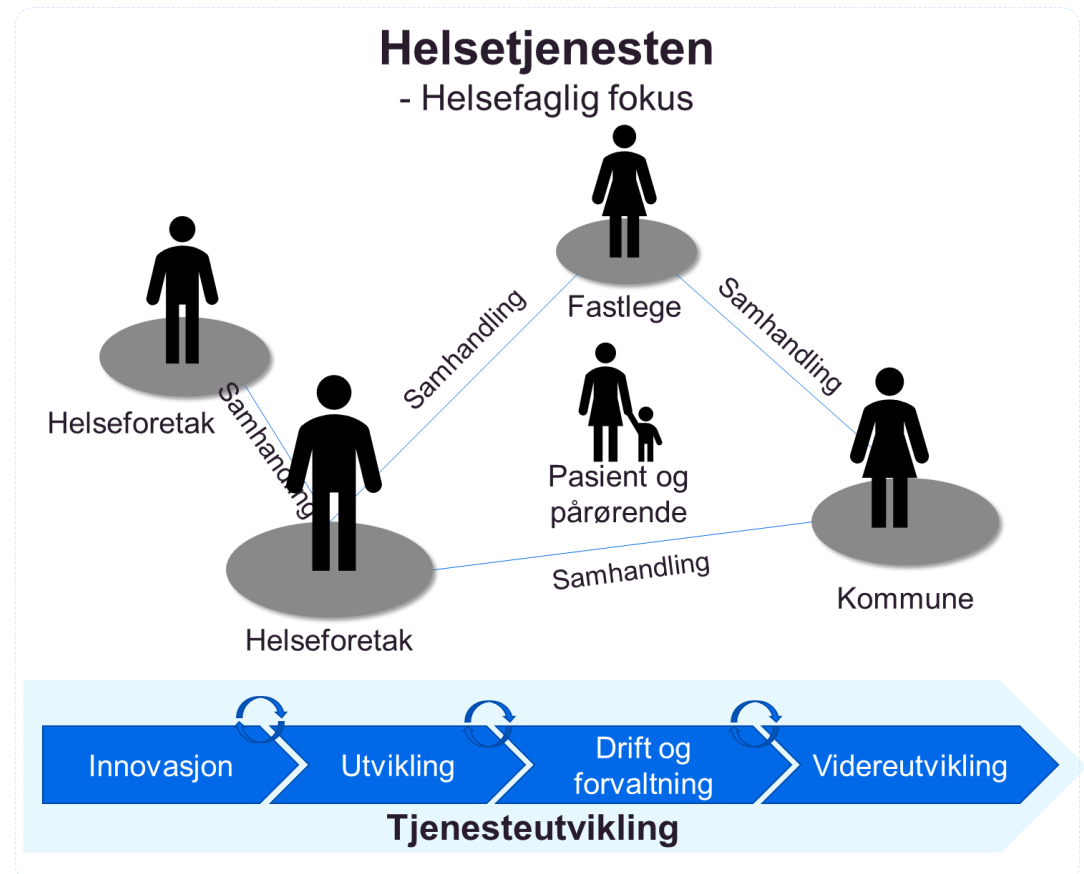 Helsetjenesten
- Helsefaglig fokus
Fastlege
Samhandling
Samhandling
Helseforetak
Samhandling
Pasient og
pårørende
Samhandling
Kommune
Helseforetak
Innovasjon
Utvikling
Drift og
forvaltning
Videreutvikling
Tjenesteutvikling